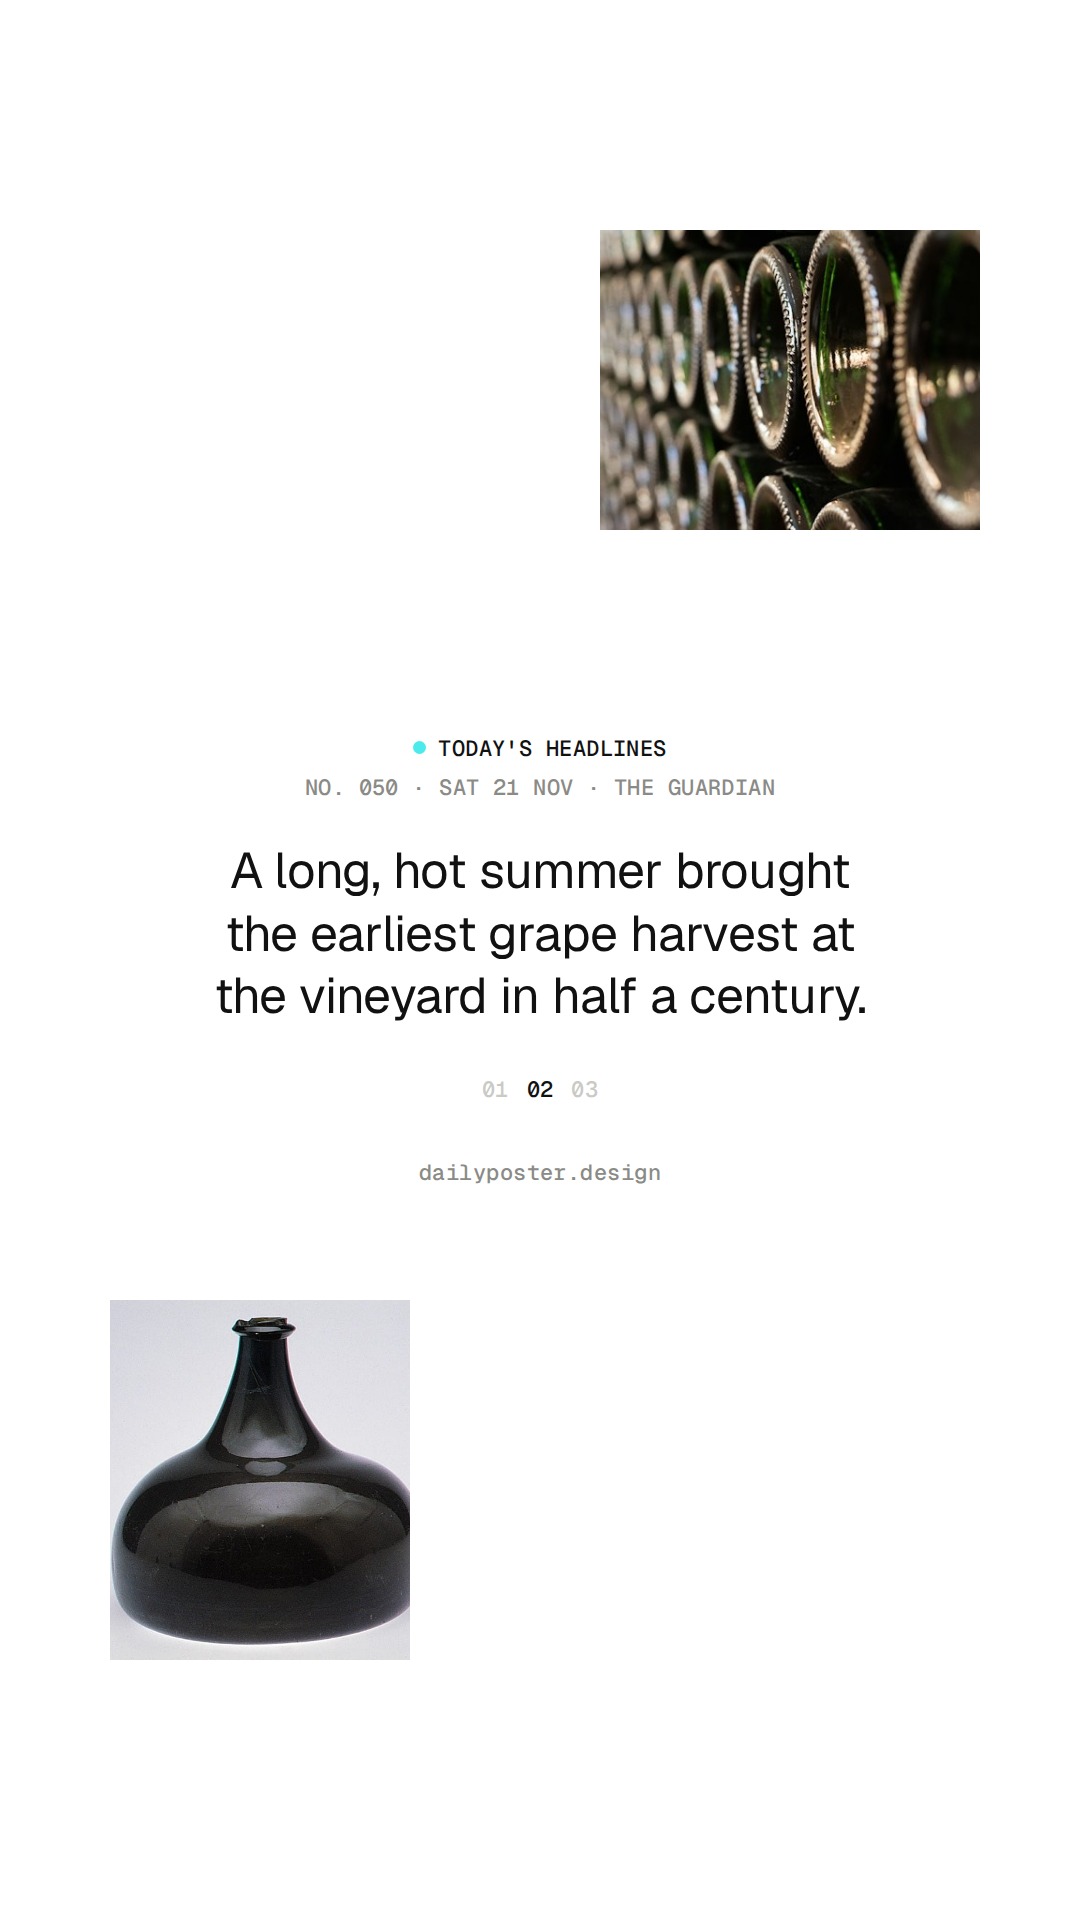 TODAY'S HEADLINES
NO. 050 · SAT 21 NOV · THE GUARDIAN
A long, hot summer brought
the earliest grape harvest at
the vineyard in half a century.
01 02 03
dailyposter.design